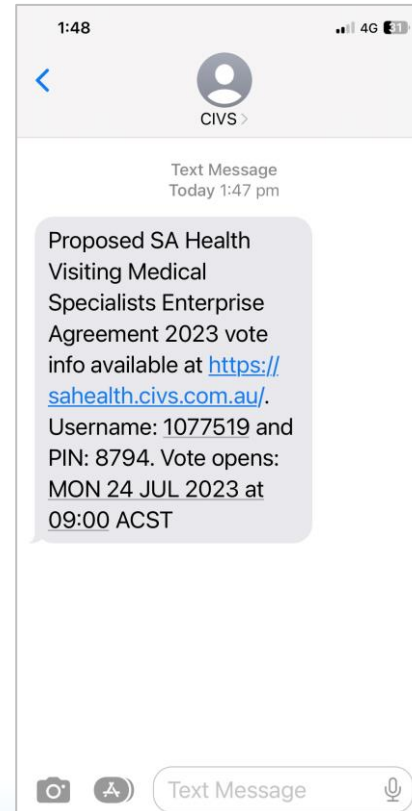 1:48
4G 31
CIVS
Text Message
Today 1:47 pm
Proposed SA Health
Visiting Medical
Specialists Enterprise
Agreement 2023 vote
info available at https://
sahealth.civs.com.au/.
Username: 1077519 and
PIN: 8794. Vote opens:
MON 24 JUL 2023 at
09:00 ACST
Text Message